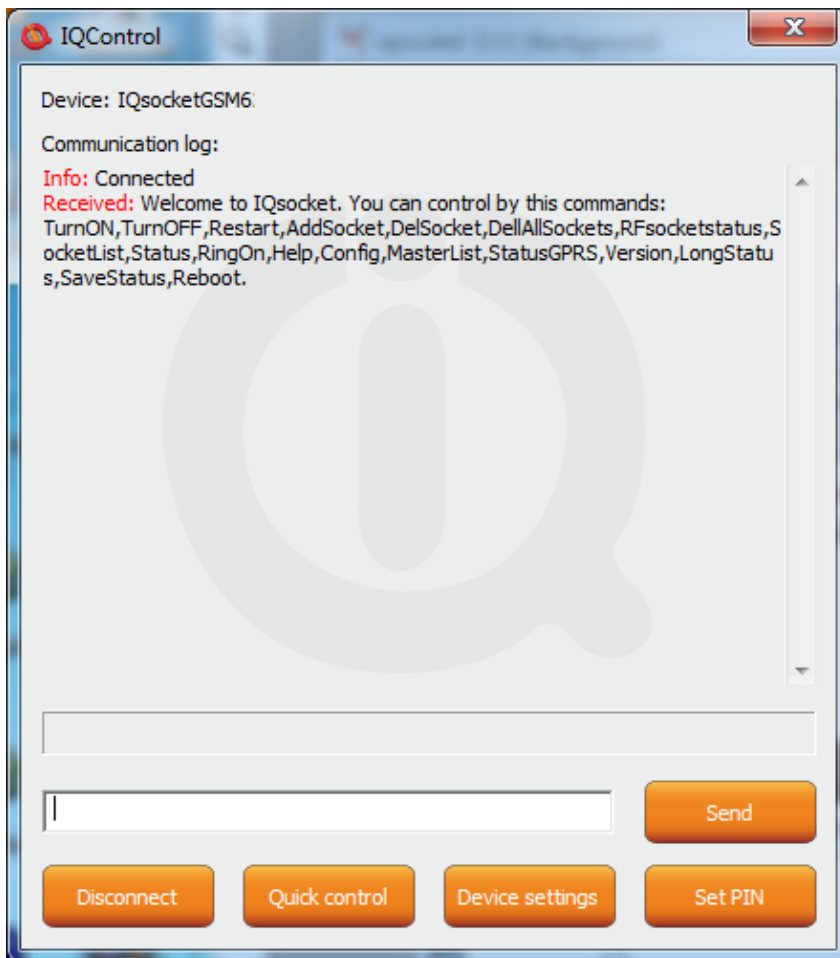 IQControl
Device: IQsocketGSM6
Communication log:
Info: Connected
Received: Welcome to IQsocket. You can control by this commands:
TurnON,TurnOFF,Restart,AddSocket,DelSocket,DellAllSockets,RFsocketstatus,S
ocketList,Status,RingOn,Help,Config,MasterList,StatusGPRS,Version,LongStatu
s,SaveStatus,Reboot.
Send
Disconnect
Quick control
Device settings
Set PIN